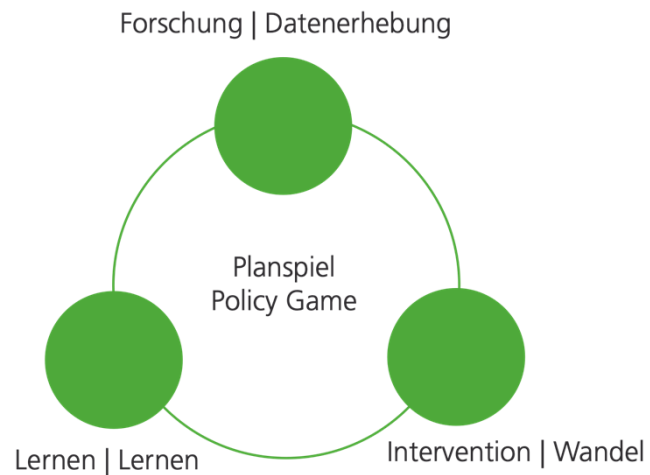 Forschung | Datenerhebung
Planspiel
Policy Game
Lernen | Lernen
Intervention | Wandel